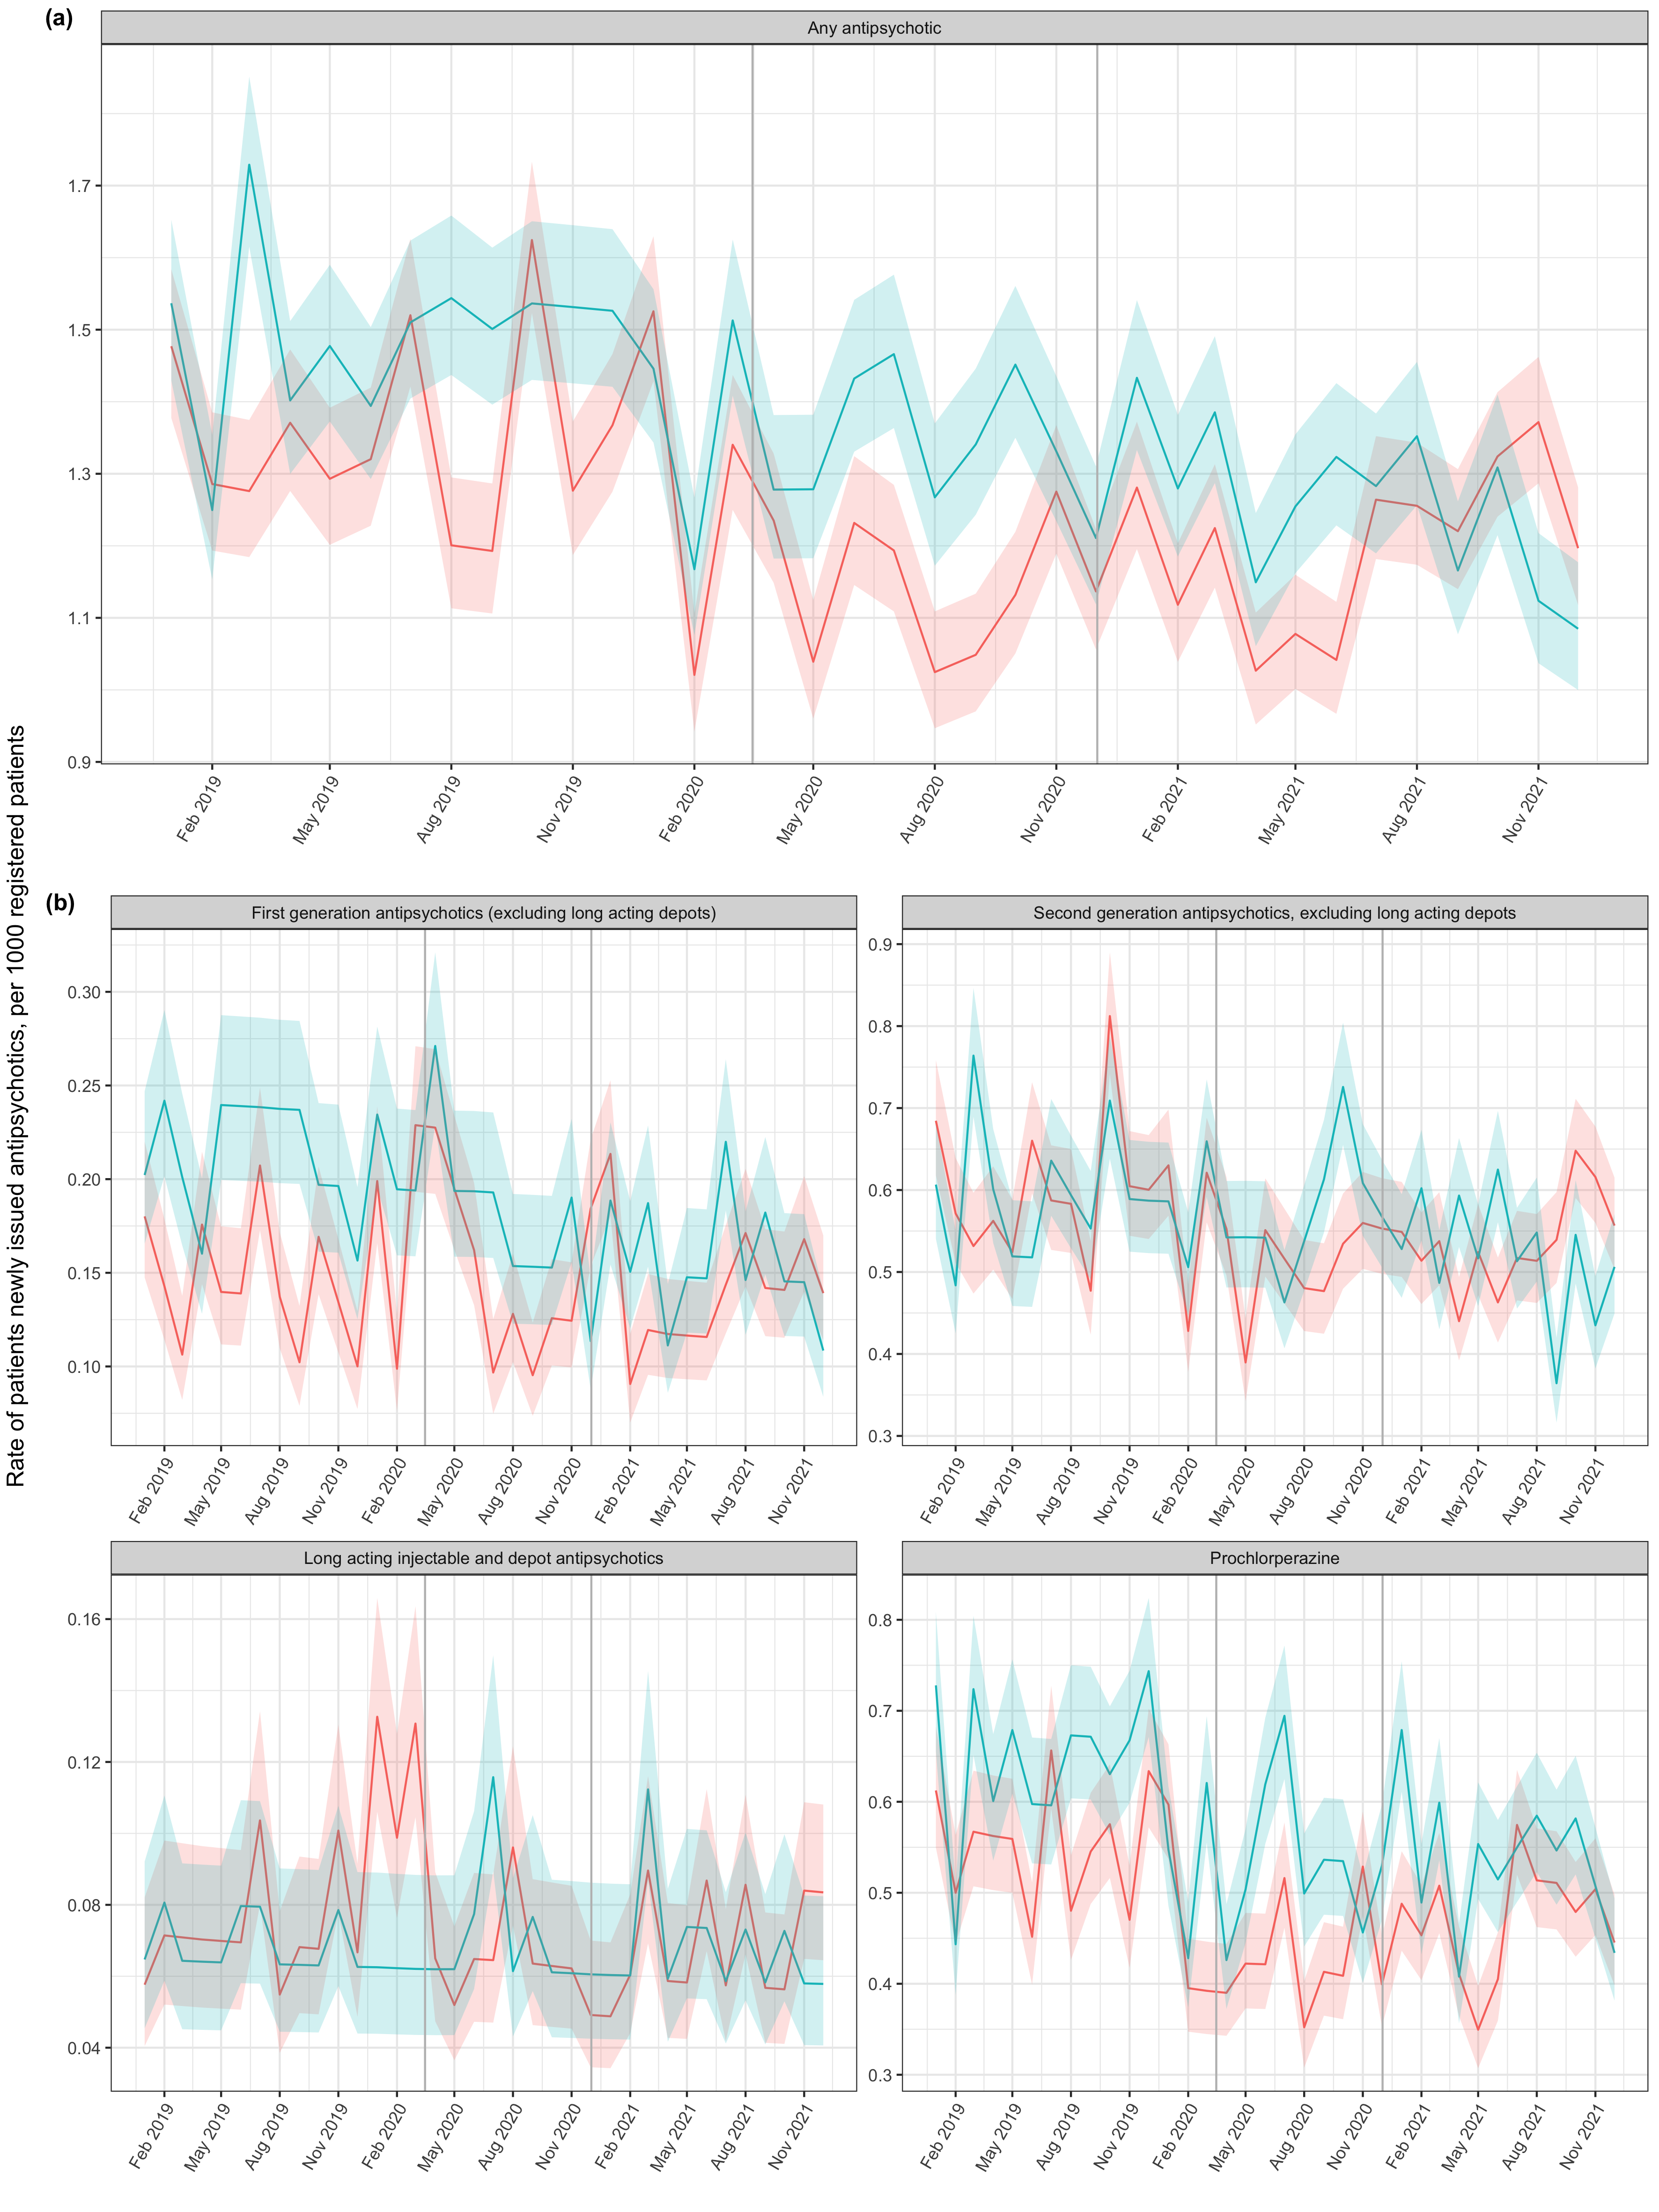 (a)
Any antipsychotic
1.7
1.5
1.3
1.1
0.9
Feb 2019
May 2019
Aug 2019
Nov 2019
Feb 2020
May 2020
Aug 2020
Nov 2020
Feb 2021
May 2021
Aug 2021
Nov 2021
Rate of patients newly issued antipsychotics, per 1000 registered patients
(b)
First generation antipsychotics (excluding long acting depots)
0.30
0.25
0.20
0.15
0.10
Feb 2019
May 2019
Aug 2019
Nov 2019
Feb 2020
May 2020
Aug 2020
Nov 2020
Feb 2021
May 2021
Aug 2021
Nov 2021
Second generation antipsychotics, excluding long acting depots
0.9
0.8
0.7
0.6
0.5
0.4
0.3
Feb 2019
May 2019
Aug 2019
Nov 2019
Feb 2020
May 2020
Aug 2020
Nov 2020
Feb 2021
May 2021
Aug 2021
Nov 2021
Long acting injectable and depot antipsychotics
0.16
0.12
0.08
0.04
Feb 2019
May 2019
Aug 2019
Nov 2019
Feb 2020
May 2020
Aug 2020
Nov 2020
Feb 2021
May 2021
Aug 2021
Nov 2021
Prochlorperazine
0.8
0.7
0.6
0.5
0.4
0.3
Feb 2019
May 2019
Aug 2019
Nov 2019
Feb 2020
May 2020
Aug 2020
Nov 2020
Feb 2021
May 2021
Aug 2021
Nov 2021